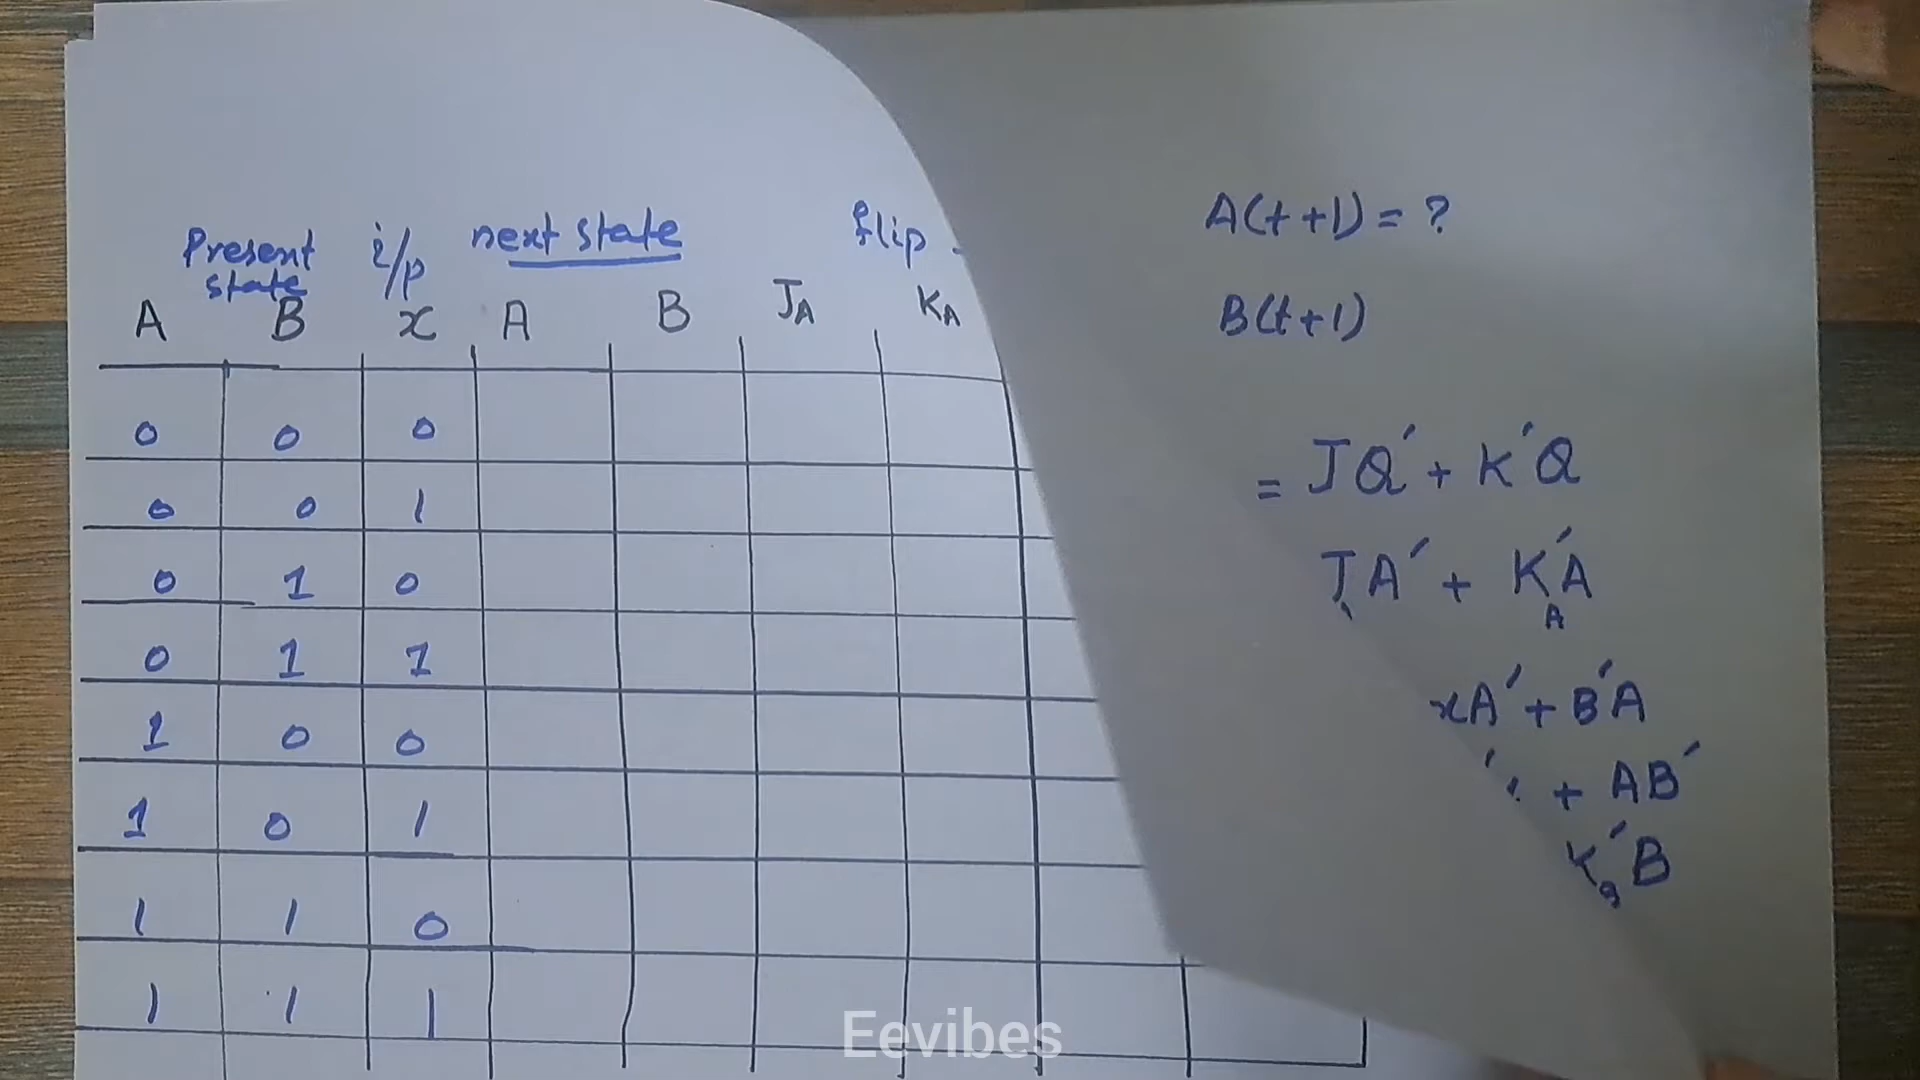 Present i/p next state flip -
state
A B x A B JA KA
0 0 0
0 0 1
0 1 0
0 1 1
1 0 0
1 0 1
1 1 0
1 1 1
A(t+1) = ?
B(t+1)
= JQ' + K'Q
JA' + KA'A
xA' + B'A
+ AB'
K'B
Eevibes